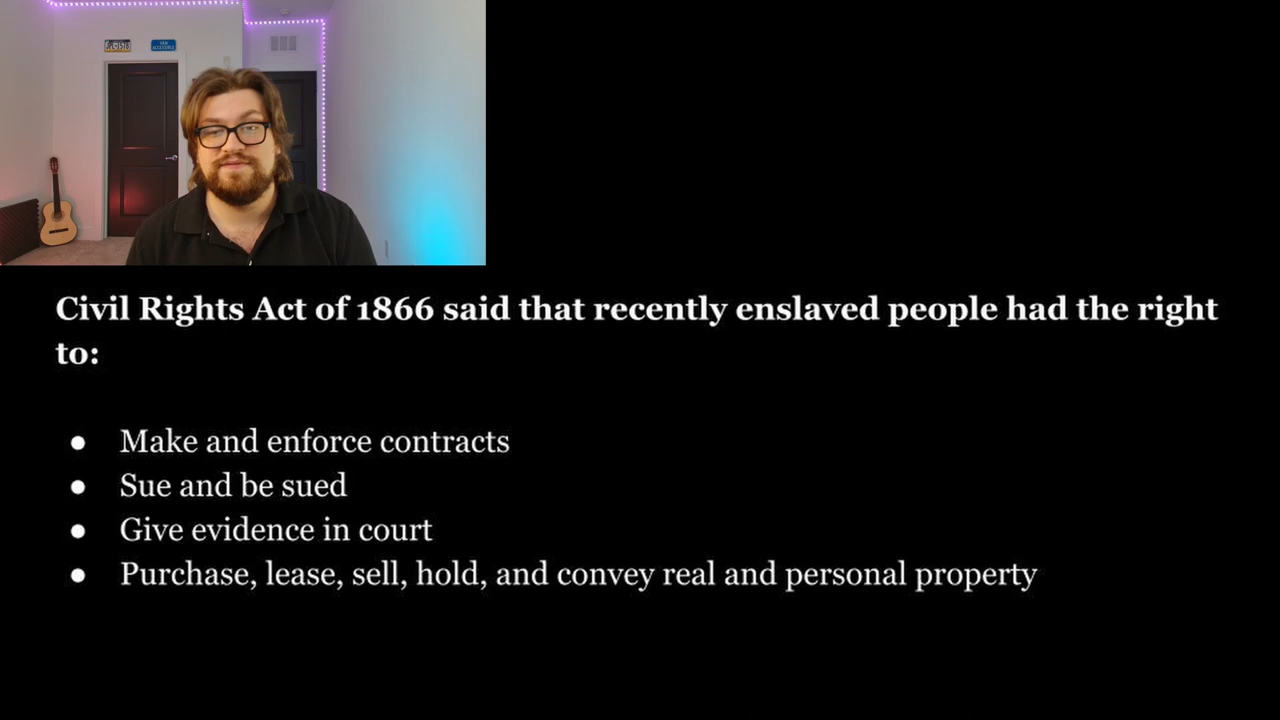 Civil Rights Act of 1866 said that recently enslaved people had the right
to:
● Make and enforce contracts
● Sue and be sued
● Give evidence in court
● Purchase, lease, sell, hold, and convey real and personal property